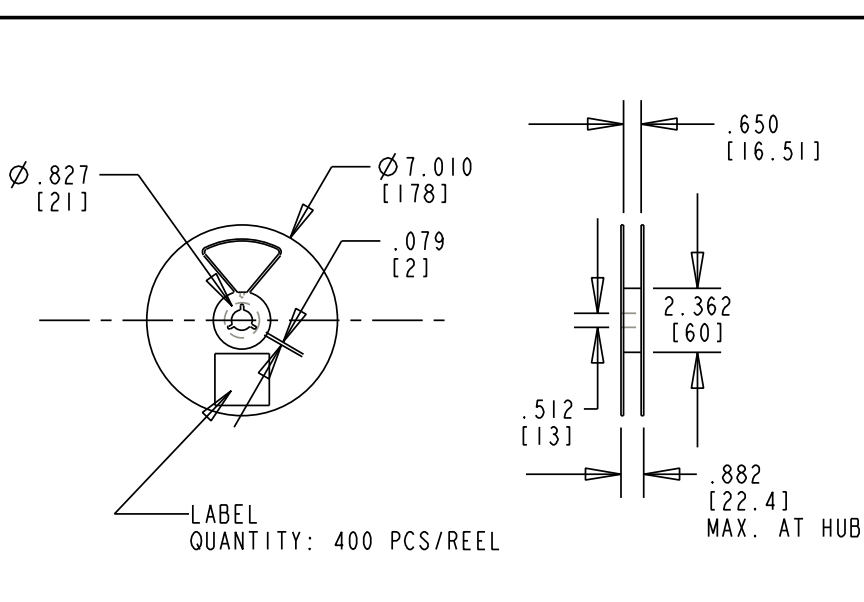 .650
[16.51]
Ø.827
[21]
Ø7.010
[178]
.079
[2]
2.362
[60]
.512
[13]
.882
[22.4]
MAX. AT HUB
LABEL
QUANTITY: 400 PCS/REEL